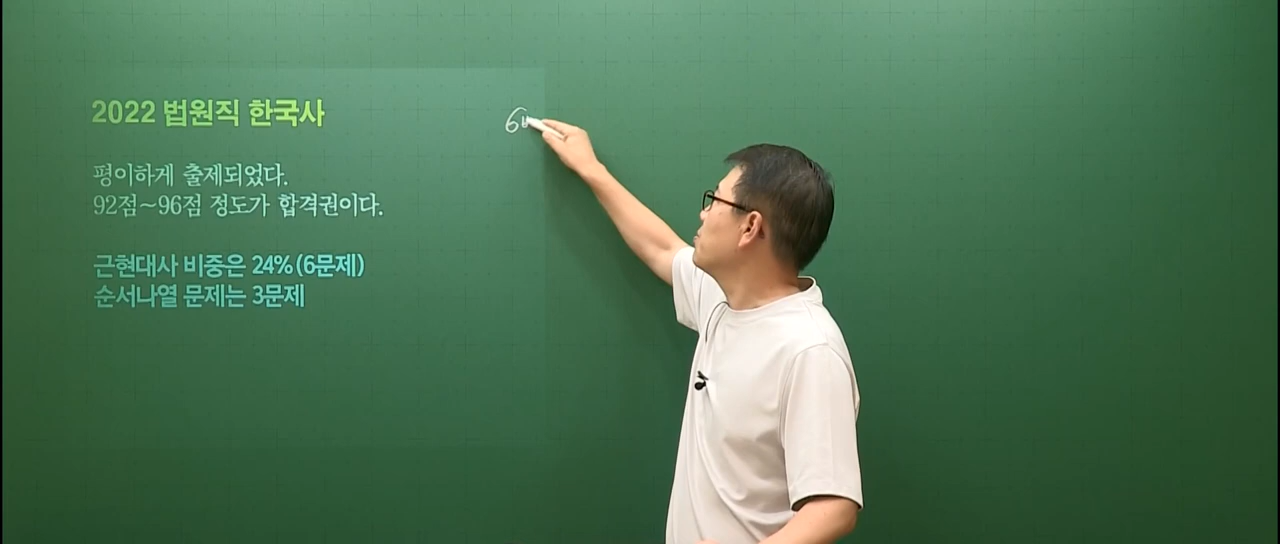 2022 법원직 한국사
평이하게 출제되었다.
92점~96점 정도가 합격권이다.
근현대사 비중은 24%(6문제)
순서나열 문제는 3문제
6